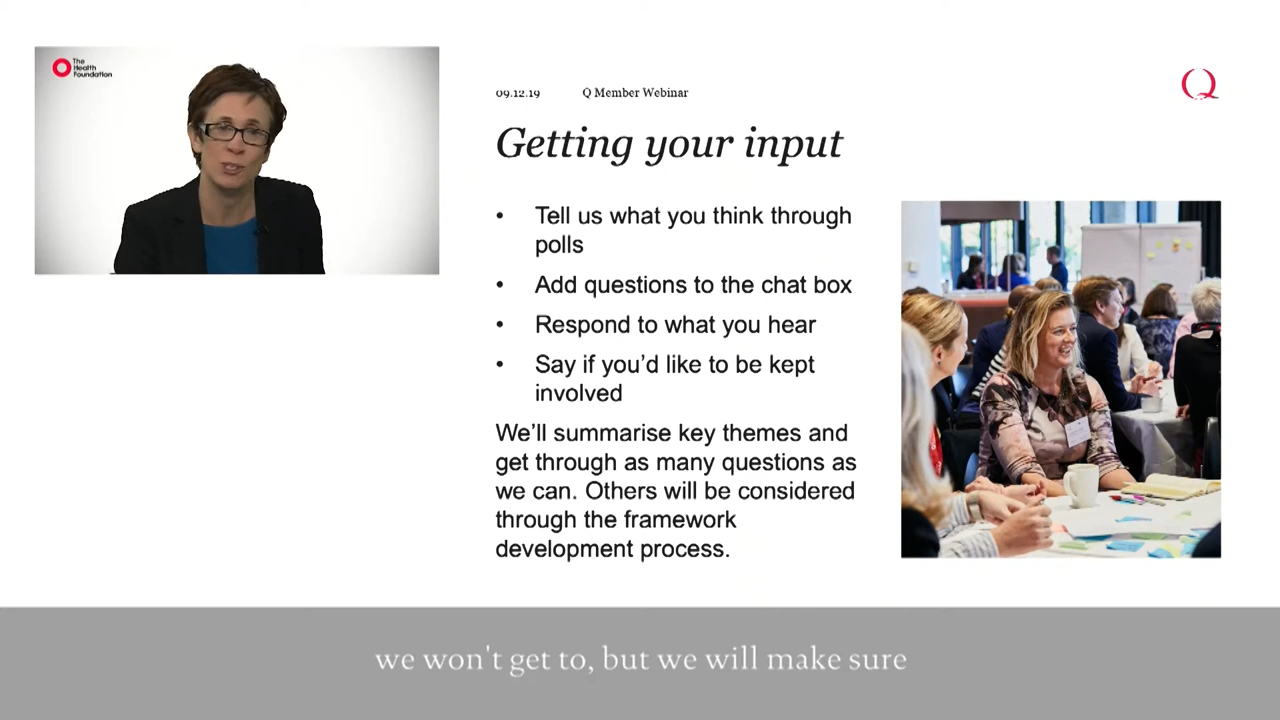 The
Health
Foundation
09.12.19 Q Member Webinar
Q
Getting your input
• Tell us what you think through
polls
• Add questions to the chat box
• Respond to what you hear
• Say if you'd like to be kept
involved
We'll summarise key themes and
get through as many questions as
we can. Others will be considered
through the framework
development process.
we won't get to, but we will make sure